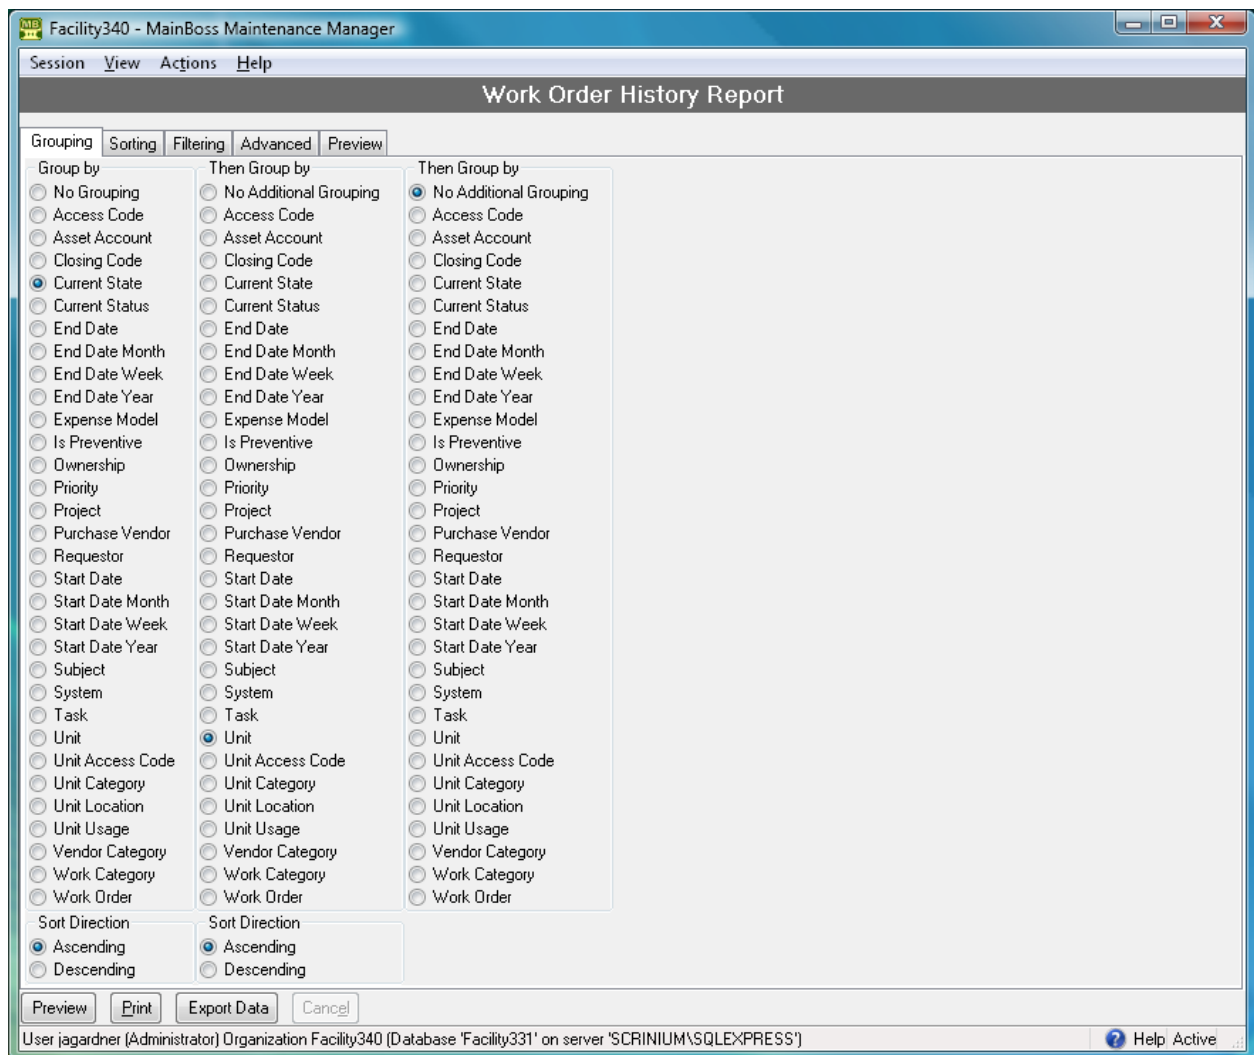 Facility340 - MainBoss Maintenance Manager
Session View Actions Help
Work Order History Report
Grouping Sorting Filtering Advanced Preview
Group by Then Group by Then Group by
No Grouping No Additional Grouping No Additional Grouping
Access Code Access Code Access Code
Asset Account Asset Account Asset Account
Closing Code Closing Code Closing Code
Current State Current State Current State
Current Status Current Status Current Status
End Date End Date End Date
End Date Month End Date Month End Date Month
End Date Week End Date Week End Date Week
End Date Year End Date Year End Date Year
Expense Model Expense Model Expense Model
Is Preventive Is Preventive Is Preventive
Ownership Ownership Ownership
Priority Priority Priority
Project Project Project
Purchase Vendor Purchase Vendor Purchase Vendor
Requestor Requestor Requestor
Start Date Start Date Start Date
Start Date Month Start Date Month Start Date Month
Start Date Week Start Date Week Start Date Week
Start Date Year Start Date Year Start Date Year
Subject Subject Subject
System System System
Task Task Task
Unit Unit Unit
Unit Access Code Unit Access Code Unit Access Code
Unit Category Unit Category Unit Category
Unit Location Unit Location Unit Location
Unit Usage Unit Usage Unit Usage
Vendor Category Vendor Category Vendor Category
Work Category Work Category Work Category
Work Order Work Order Work Order
Sort Direction Sort Direction
Ascending Ascending
Descending Descending
Preview Print Export Data Cancel
User jagardner (Administrator) Organization Facility340 (Database 'Facility331' on server 'SCRINIUM\SQLEXPRESS') Help Active